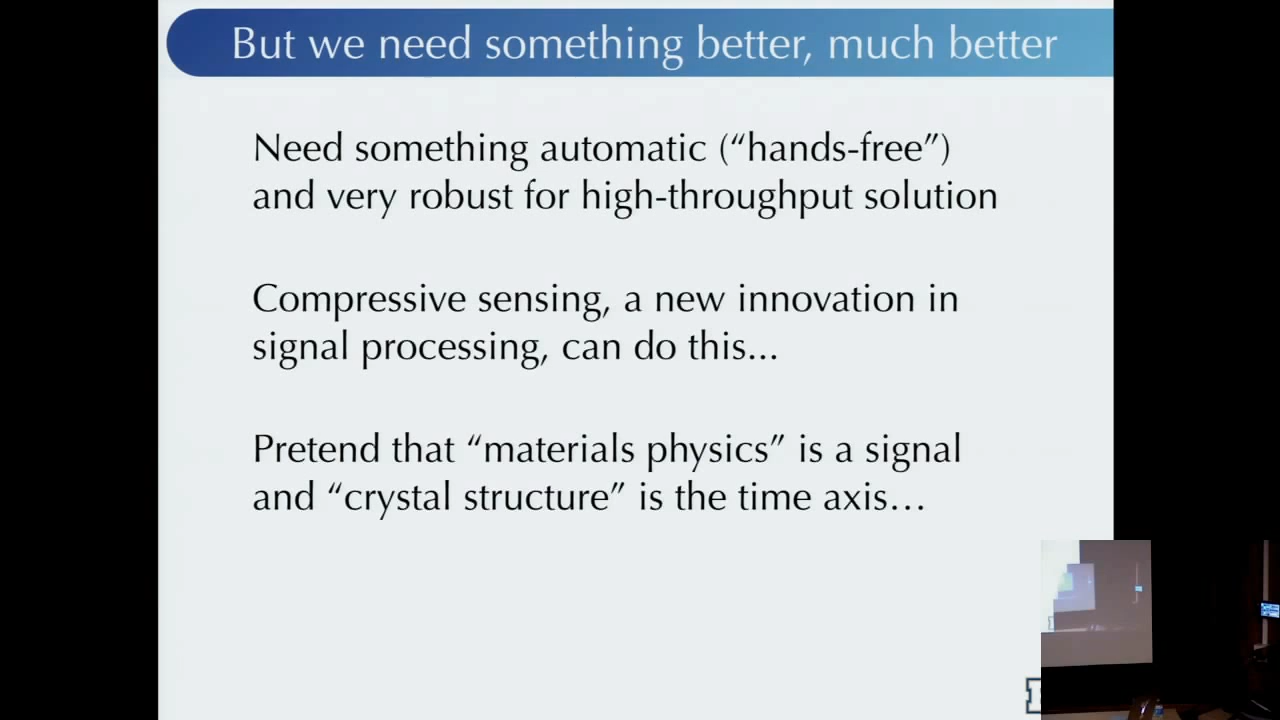 But we need something better, much better
Need something automatic (“hands-free”)
and very robust for high-throughput solution
Compressive sensing, a new innovation in
signal processing, can do this...
Pretend that “materials physics” is a signal
and “crystal structure” is the time axis…